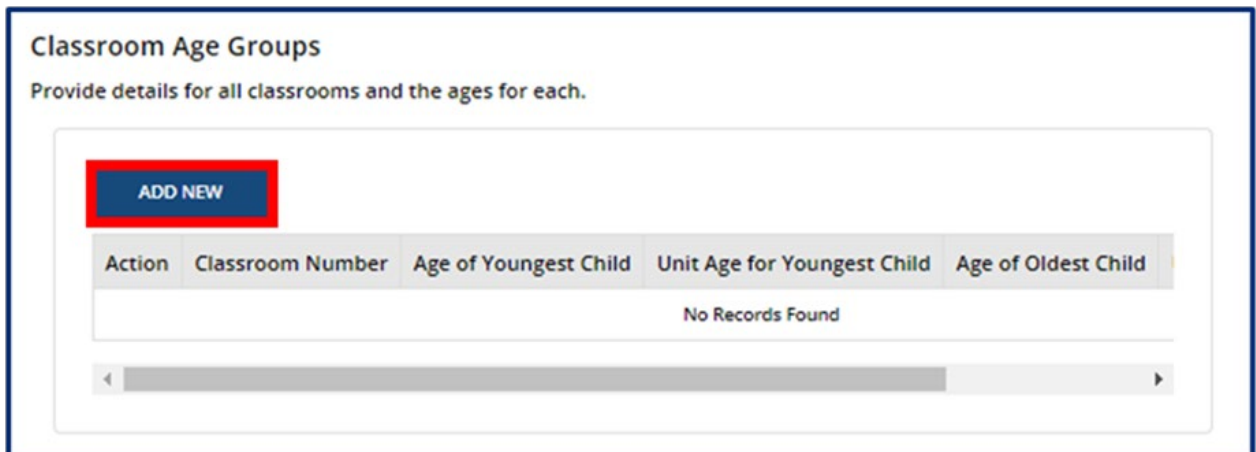 Classroom Age Groups
Provide details for all classrooms and the ages for each.
ADD NEW
Action Classroom Number Age of Youngest Child Unit Age for Youngest Child Age of Oldest Child
No Records Found